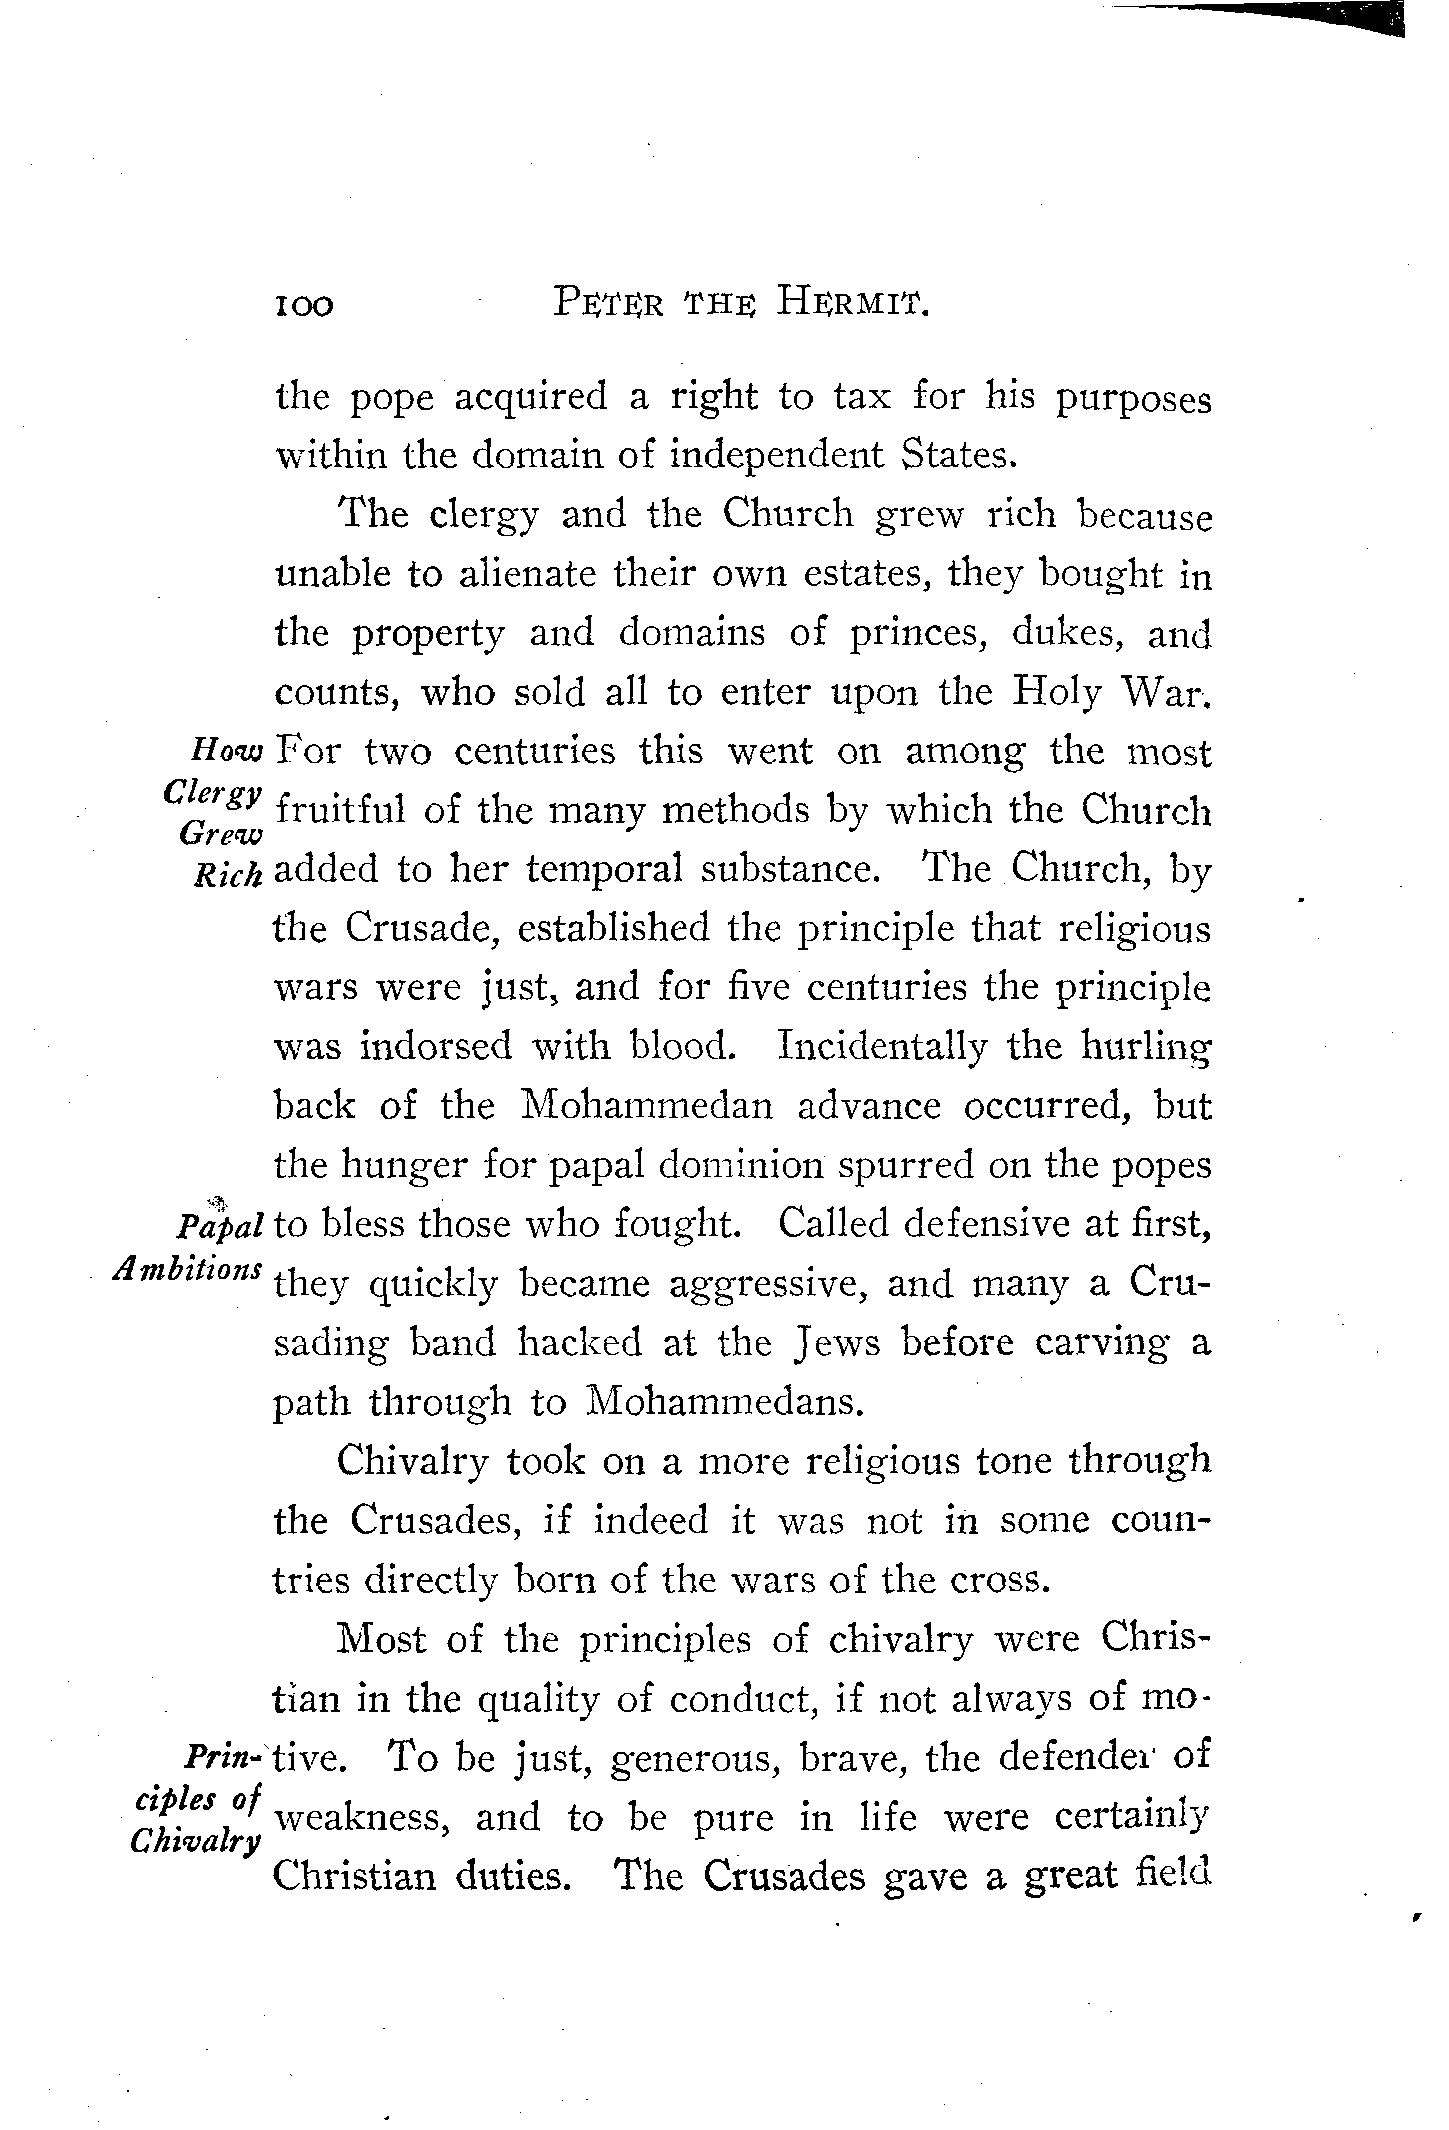 100 PETER THE HERMIT.
the pope acquired a right to tax for his purposes
within the domain of independent States.
The clergy and the Church grew rich because
unable to alienate their own estates, they bought in
the property and domains of princes, dukes, and
counts, who sold all to enter upon the Holy War.
How
Clergy
Grew
Rich
For two centuries this went on among the most
fruitful of the many methods by which the Church
added to her temporal substance. The Church, by
the Crusade, established the principle that religious
wars were just, and for five centuries the principle
was indorsed with blood. Incidentally the hurling
back of the Mohammedan advance occurred, but
the hunger for papal dominion spurred on the popes
Papal
Ambitions
to bless those who fought. Called defensive at first,
they quickly became aggressive, and many a Cru-
sading band hacked at the Jews before carving a
path through to Mohammedans.
Chivalry took on a more religious tone through
the Crusades, if indeed it was not in some coun-
tries directly born of the wars of the cross.
Most of the principles of chivalry were Chris-
tian in the quality of conduct, if not always of mo-
Prin-
ciples of
Chivalry
tive. To be just, generous, brave, the defender of
weakness, and to be pure in life were certainly
Christian duties. The Crusades gave a great field